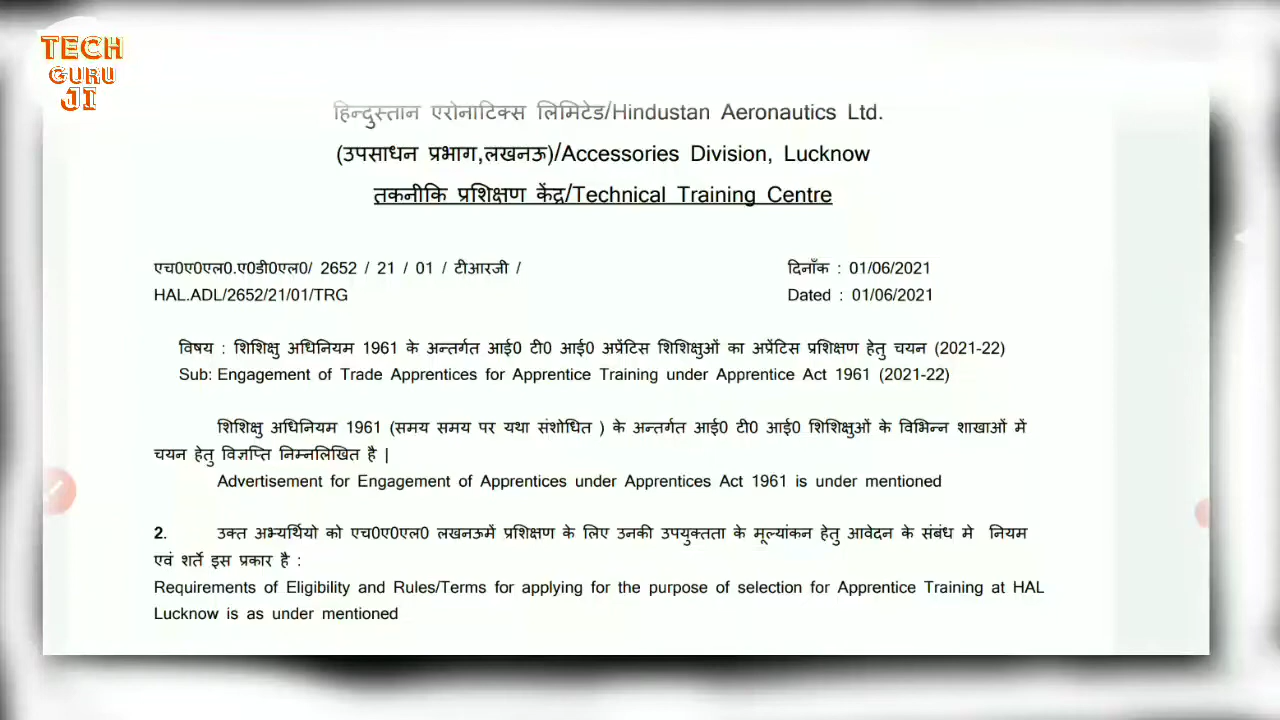 TECH
GURU
JI
हिन्दुस्तान एरोनाटिक्स लिमिटेड/Hindustan Aeronautics Ltd.
(उपसाधन प्रभाग,लखनऊ)/Accessories Division, Lucknow
तकनीकि प्रशिक्षण केंद्र/Technical Training Centre
एच0ए0एल0.ए0डी0एल0/ 2652 / 21 / 01 / टीआरजी / दिनाँक : 01/06/2021
HAL.ADL/2652/21/01/TRG Dated : 01/06/2021
विषय : शिशिक्षु अधिनियम 1961 के अन्तर्गत आई0 टी0 आई0 अप्रेंटिस शिशिक्षुओं का अप्रेंटिस प्रशिक्षण हेतु चयन (2021-22)
Sub: Engagement of Trade Apprentices for Apprentice Training under Apprentice Act 1961 (2021-22)
शिशिक्षु अधिनियम 1961 (समय समय पर यथा संशोधित ) के अन्तर्गत आई0 टी0 आई0 शिशिक्षुओं के विभिन्न शाखाओं में
चयन हेतु विज्ञप्ति निम्नलिखित है |
Advertisement for Engagement of Apprentices under Apprentices Act 1961 is under mentioned
2. उक्त अभ्यर्थियो को एच0ए0एल0 लखनऊमें प्रशिक्षण के लिए उनकी उपयुक्तता के मूल्यांकन हेतु आवेदन के संबंध मे नियम
एवं शर्ते इस प्रकार है :
Requirements of Eligibility and Rules/Terms for applying for the purpose of selection for Apprentice Training at HAL
Lucknow is as under mentioned